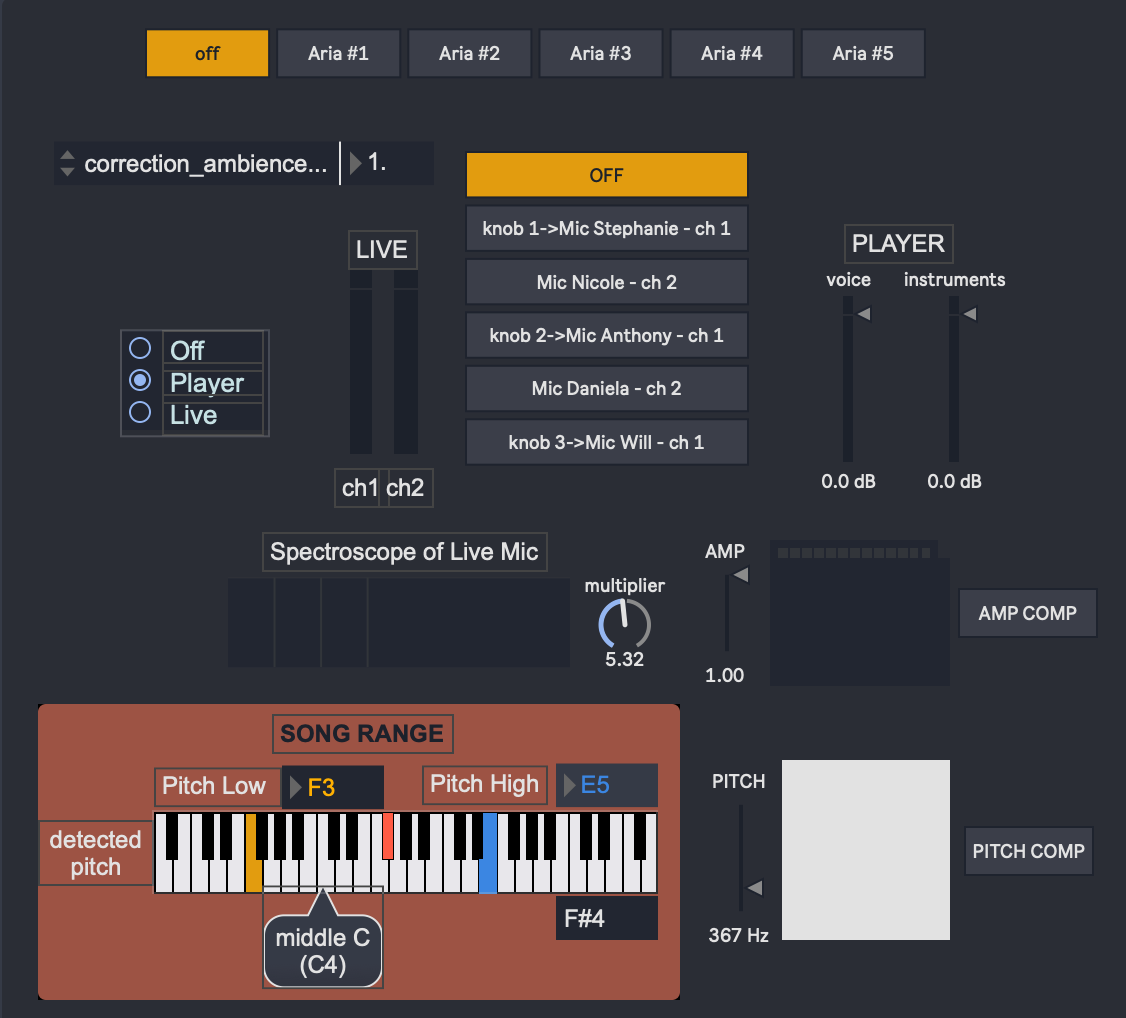 off
Aria #1
Aria #2
Aria #3
Aria #4
Aria #5
correction_ambience...
1.
OFF
knob 1->Mic Stephanie - ch 1
Mic Nicole - ch 2
knob 2->Mic Anthony - ch 1
Mic Daniela - ch 2
knob 3->Mic Will - ch 1
LIVE
ch1
ch2
Off
Player
Live
PLAYER
voice
instruments
0.0 dB
0.0 dB
Spectroscope of Live Mic
multiplier
5.32
AMP
1.00
AMP COMP
SONG RANGE
Pitch Low
F3
Pitch High
E5
detected
pitch
middle C
(C4)
F#4
PITCH
367 Hz
PITCH COMP